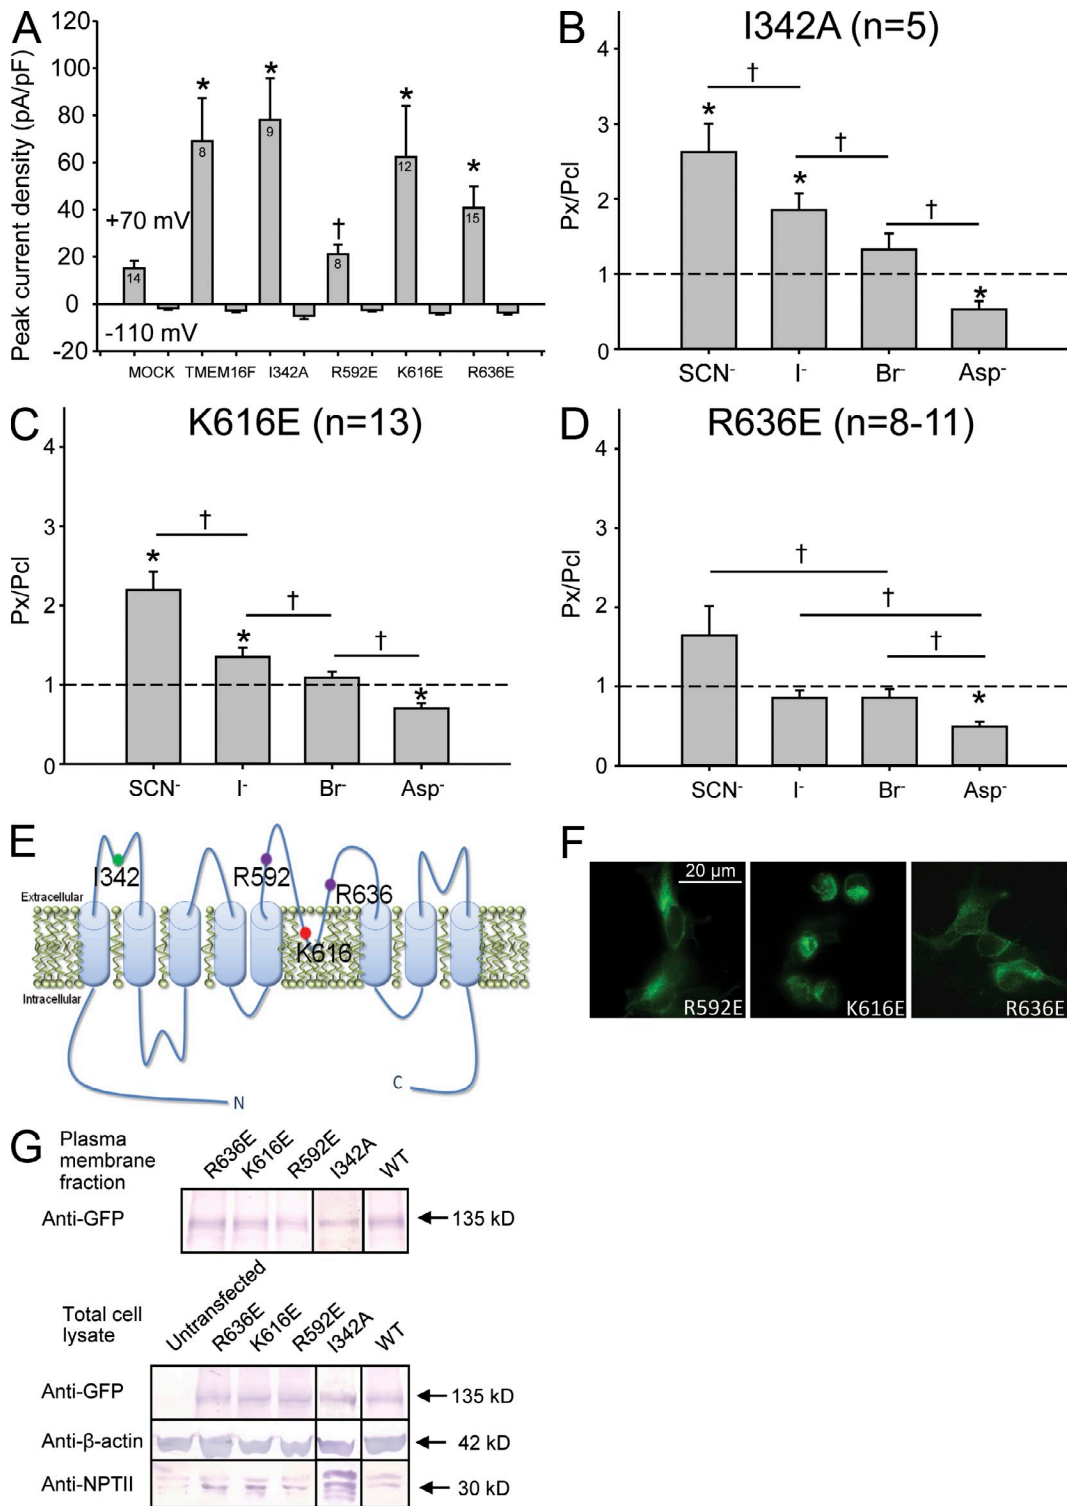 A
Peak current density (pA/pF)
120
100
80
60
40
20
0
-20
+70 mV
-110 mV
*
*
†
*
*
14
8
9
8
12
15
MOCK TMEM16F I342A R592E K616E R636E
B
I342A (n=5)
Px/Pcl
4
3
2
1
0
*
†
*
†
†
*
SCN- I- Br- Asp-
C
K616E (n=13)
Px/Pcl
4
3
2
1
0
*
†
*
†
†
*
SCN- I- Br- Asp-
D
R636E (n=8-11)
Px/Pcl
4
3
2
1
0
†
†
†
*
SCN- I- Br- Asp-
E
I342
R592
R636
K616
Extracellular
Intracellular
N
C
F
20 µm
R592E
K616E
R636E
G
Plasma
membrane
fraction
R636E K616E R592E I342A WT
Anti-GFP
135 kD
Total cell
lysate
Untransfected R636E K616E R592E I342A WT
Anti-GFP
135 kD
Anti-β-actin
42 kD
Anti-NPTII
30 kD